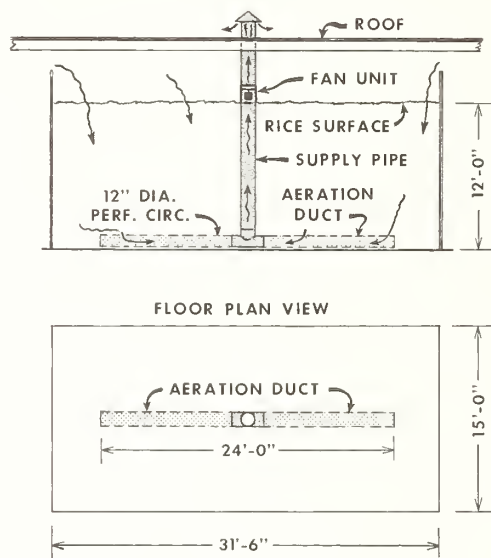 ROOF
FAN UNIT
RICE SURFACE
SUPPLY PIPE
12'-0"
12" DIA.
PERF. CIRC.
AERATION
DUCT
FLOOR PLAN VIEW
AERATION DUCT
24'-0"
15'-0"
31'-6"